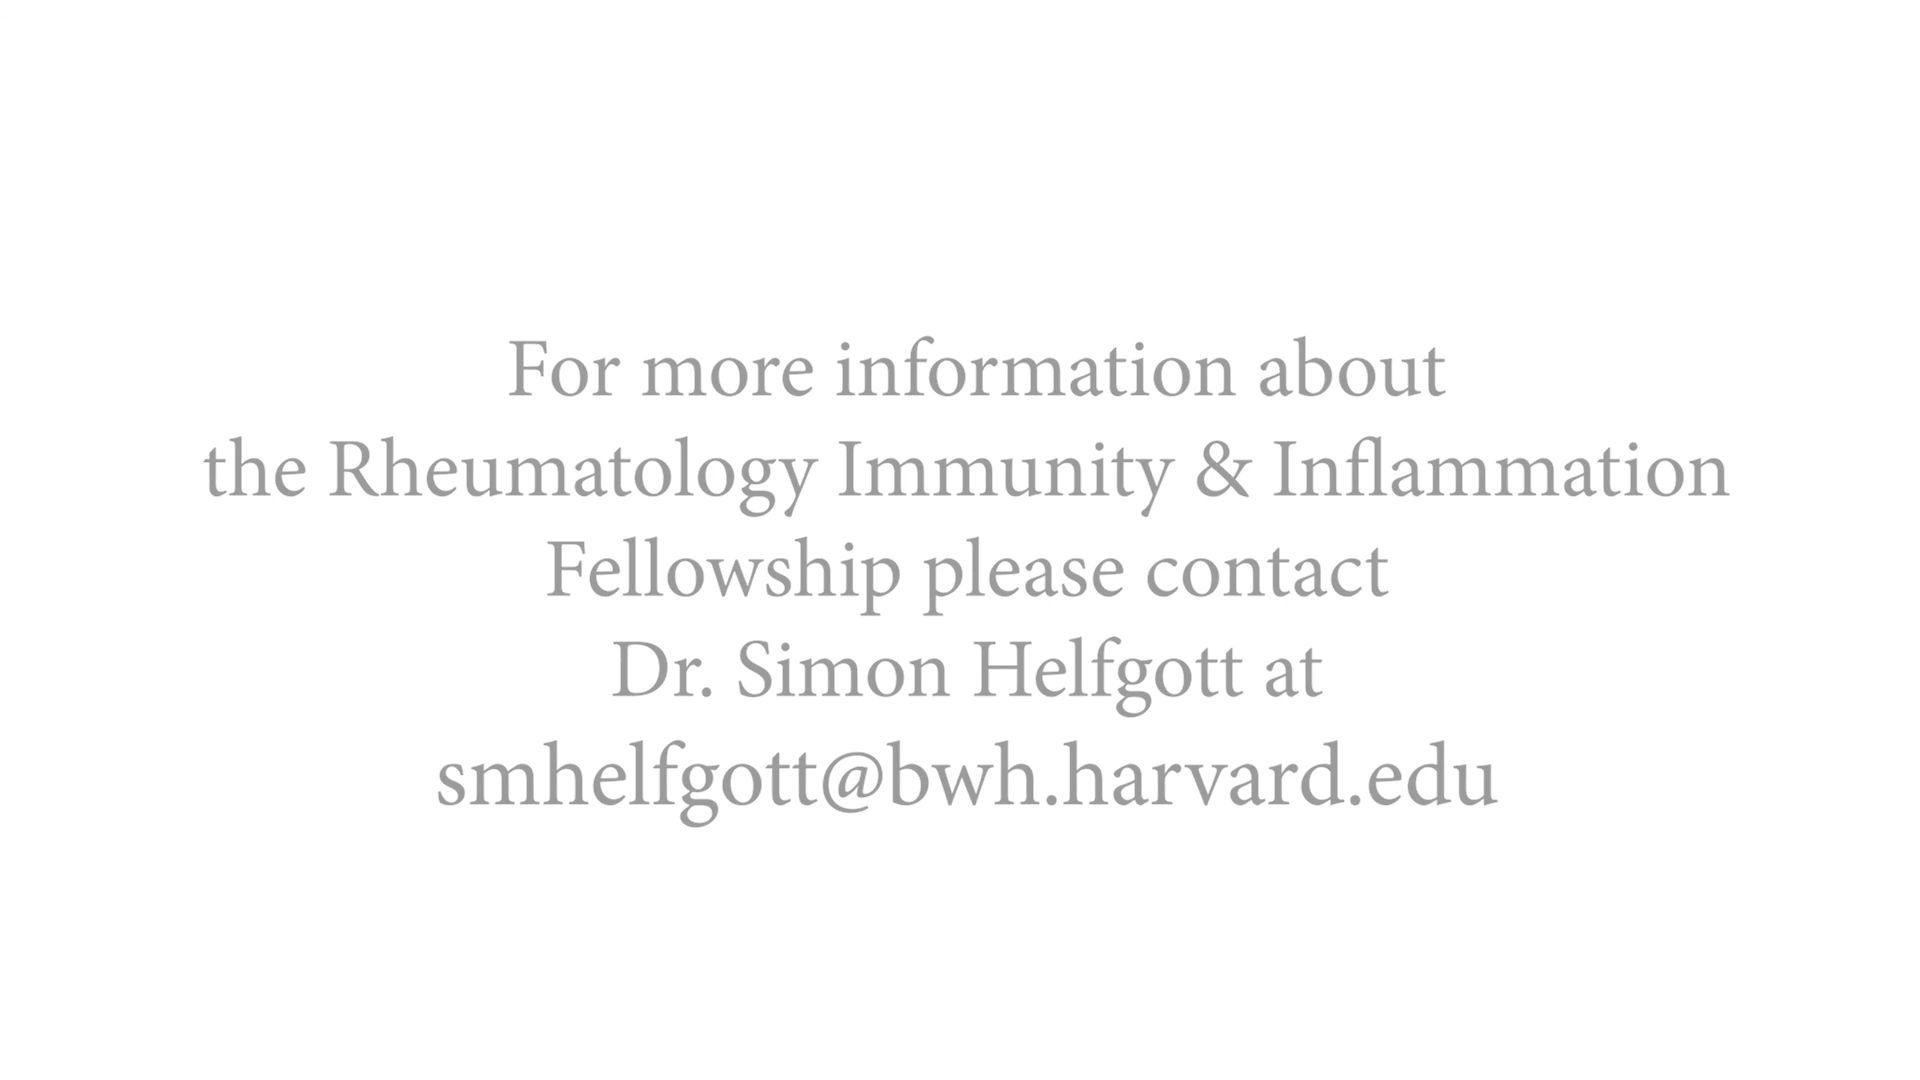 For more information about
the Rheumatology Immunity & Inflammation
Fellowship please contact
Dr. Simon Helfgott at
smhelfgott@bwh.harvard.edu